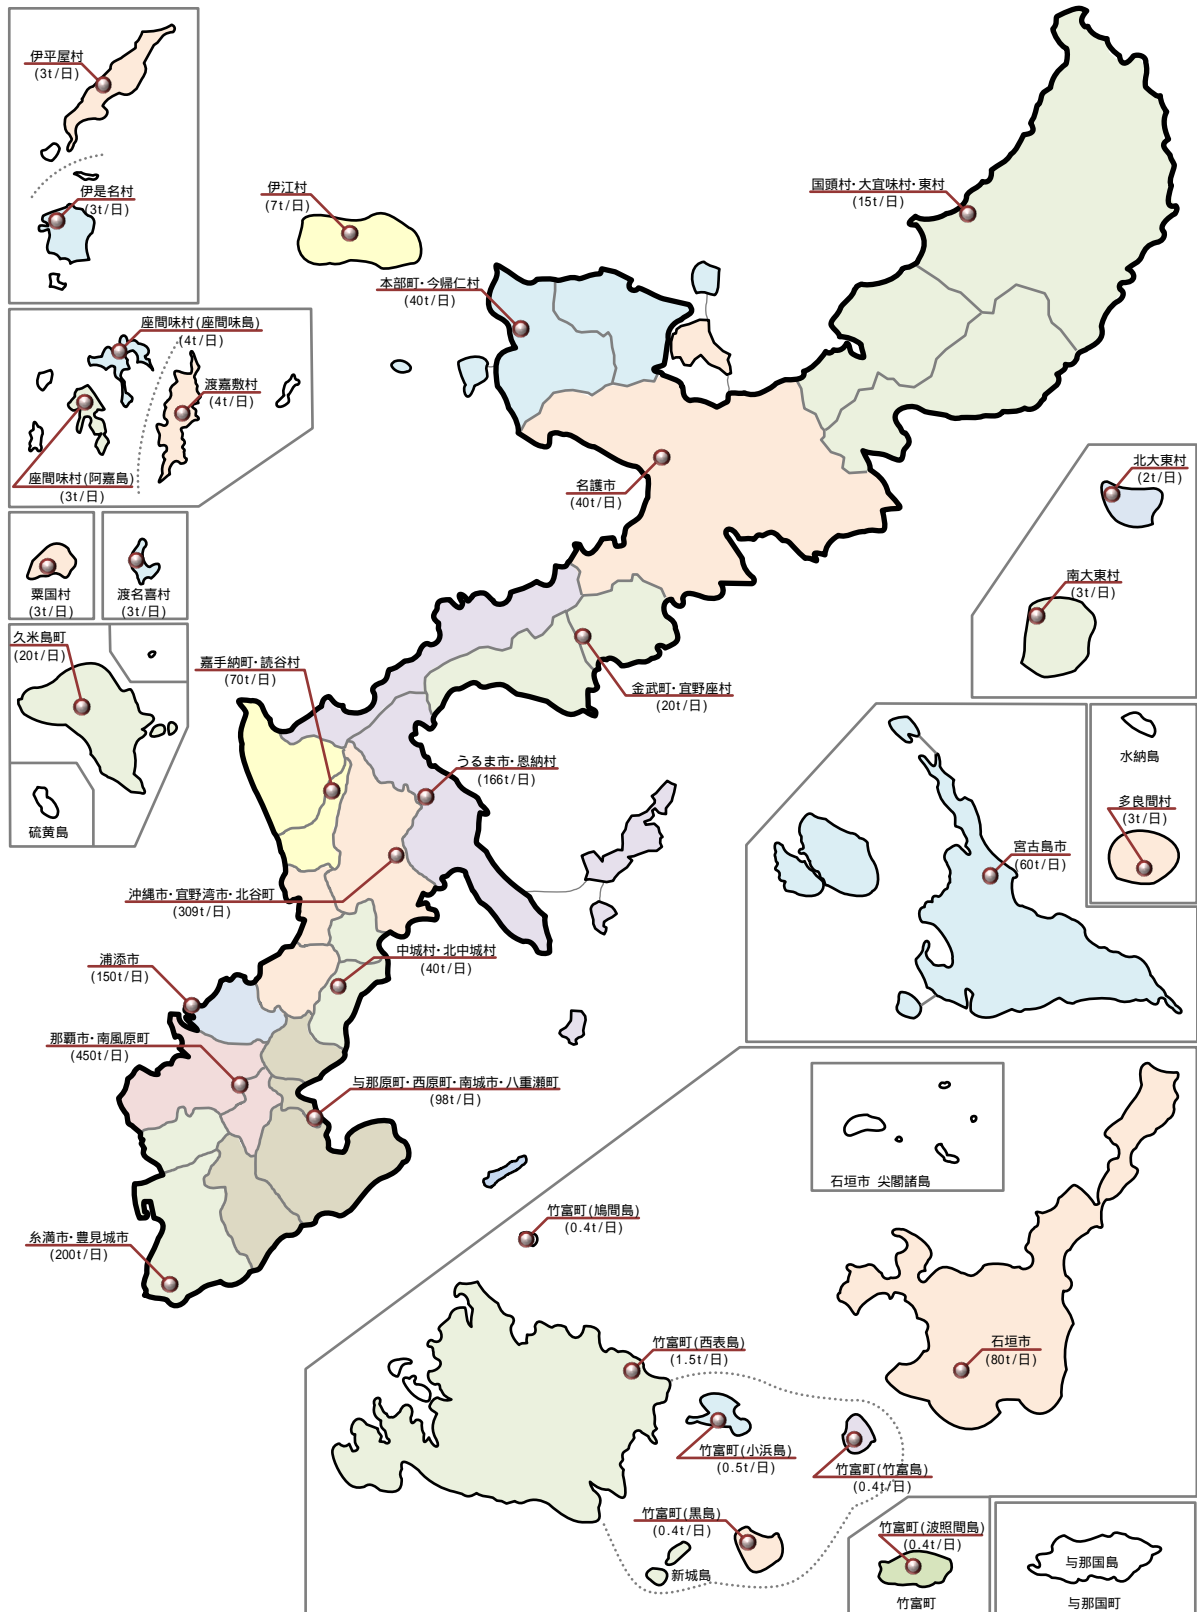 伊平屋村
(3t/日)
伊是名村
(3t/日)
伊江村
(7t/日)
国頭村・大宜味村・東村
(15t/日)
本部町・今帰仁村
(40t/日)
座間味村(座間味島)
(4t/日)
渡嘉敷村
(4t/日)
座間味村(阿嘉島)
(3t/日)
名護市
(40t/日)
北大東村
(2t/日)
南大東村
(3t/日)
粟国村
(3t/日)
渡名喜村
(3t/日)
久米島町
(20t/日)
硫黄島
嘉手納町・読谷村
(70t/日)
金武町・宜野座村
(20t/日)
うるま市・恩納村
(166t/日)
水納島
多良間村
(3t/日)
宮古島市
(60t/日)
沖縄市・宜野湾市・北谷町
(309t/日)
中城村・北中城村
(40t/日)
浦添市
(150t/日)
那覇市・南風原町
(450t/日)
与那原町・西原町・南城市・八重瀬町
(98t/日)
糸満市・豊見城市
(200t/日)
石垣市 尖閣諸島
竹富町(鳩間島)
(0.4t/日)
竹富町(西表島)
(1.5t/日)
石垣市
(80t/日)
竹富町(小浜島)
(0.5t/日)
竹富町(竹富島)
(0.4t/日)
竹富町(黒島)
(0.4t/日)
新城島
竹富町(波照間島)
(0.4t/日)
竹富町
与那国島
与那国町